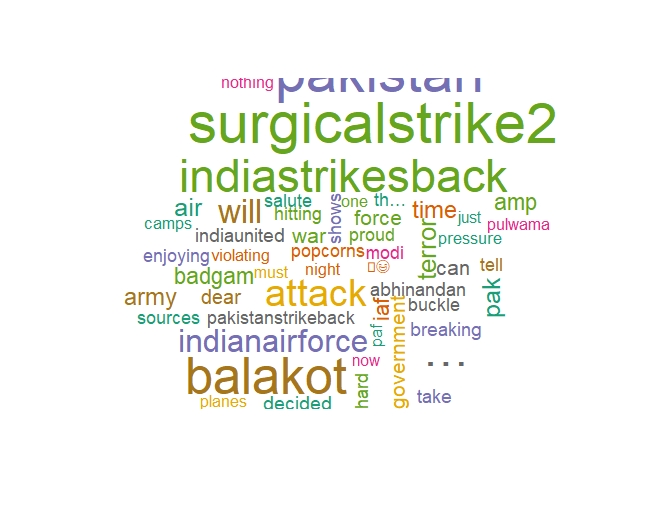 nothing pakistan
surgicalstrike2
indiastrikesback
air will salute hitting shows one th… force time amp
camps indiaunited war proud just pulwama
enjoying violating popcorns modi terror pressure
badgam must night can tell
army dear attack abhinandan pak
sources pakistanstrikeback iaf buckle
indianairforce paf government breaking
balakot now hard …
planes decided take